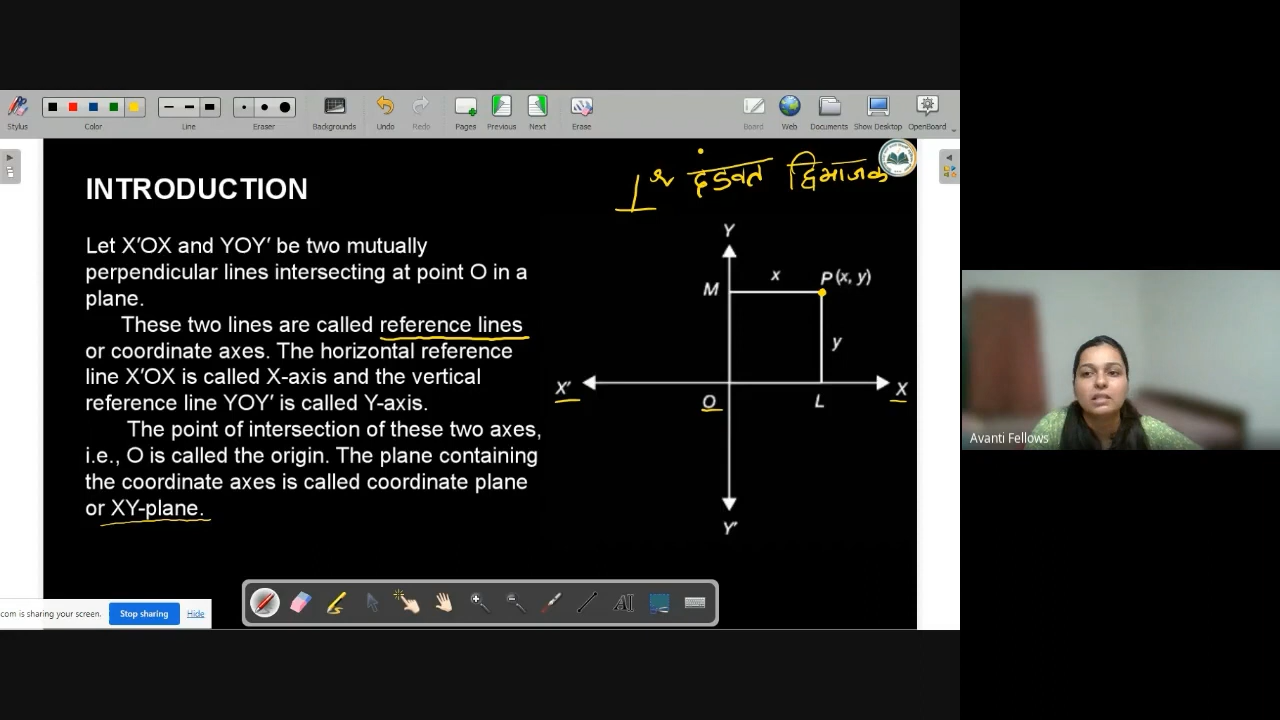 Stylus
Color
Line
Eraser
Backgrounds
Undo
Redo
Pages
Previous
Next
Erase
Board
Web
Documents
Show Desktop
OpenBoard
⊥ʳ दंडवत द्विभाजक
INTRODUCTION
Let X′OX and YOY′ be two mutually
perpendicular lines intersecting at point O in a
plane.
These two lines are called reference lines
or coordinate axes. The horizontal reference
line X′OX is called X-axis and the vertical
reference line YOY′ is called Y-axis.
The point of intersection of these two axes,
i.e., O is called the origin. The plane containing
the coordinate axes is called coordinate plane
or XY-plane.
Y
M
x
P(x, y)
y
X′
O
L
X
Y′
com is sharing your screen.
Stop sharing
Hide
AI
Avanti Fellows